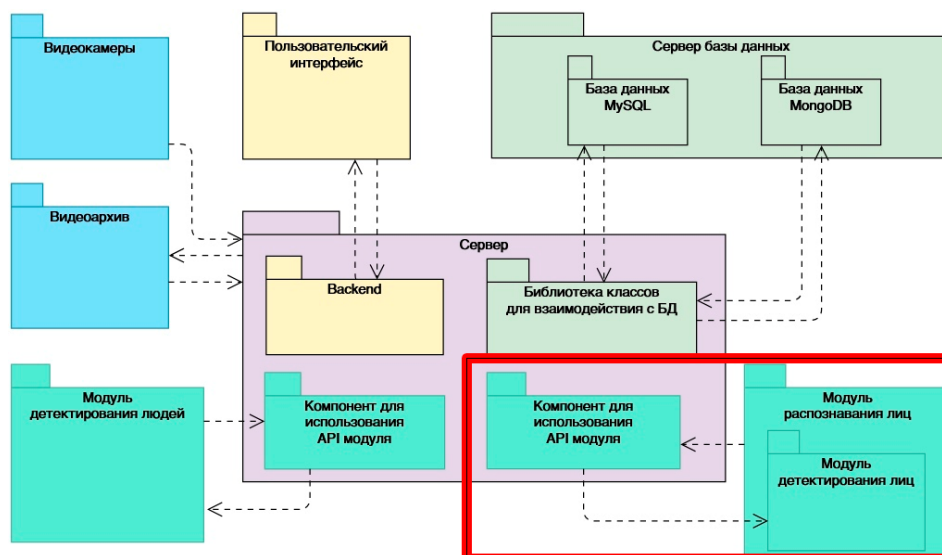 Видеокамеры
Пользовательский
интерфейс
Сервер базы данных
База данных
MySQL
База данных
MongoDB
Видеоархив
Сервер
Backend
Библиотека классов
для взаимодействия с БД
Модуль
детектирования людей
Компонент для
использования
API модуля
Компонент для
использования
API модуля
Модуль
распознавания лиц
Модуль
детектирования лиц